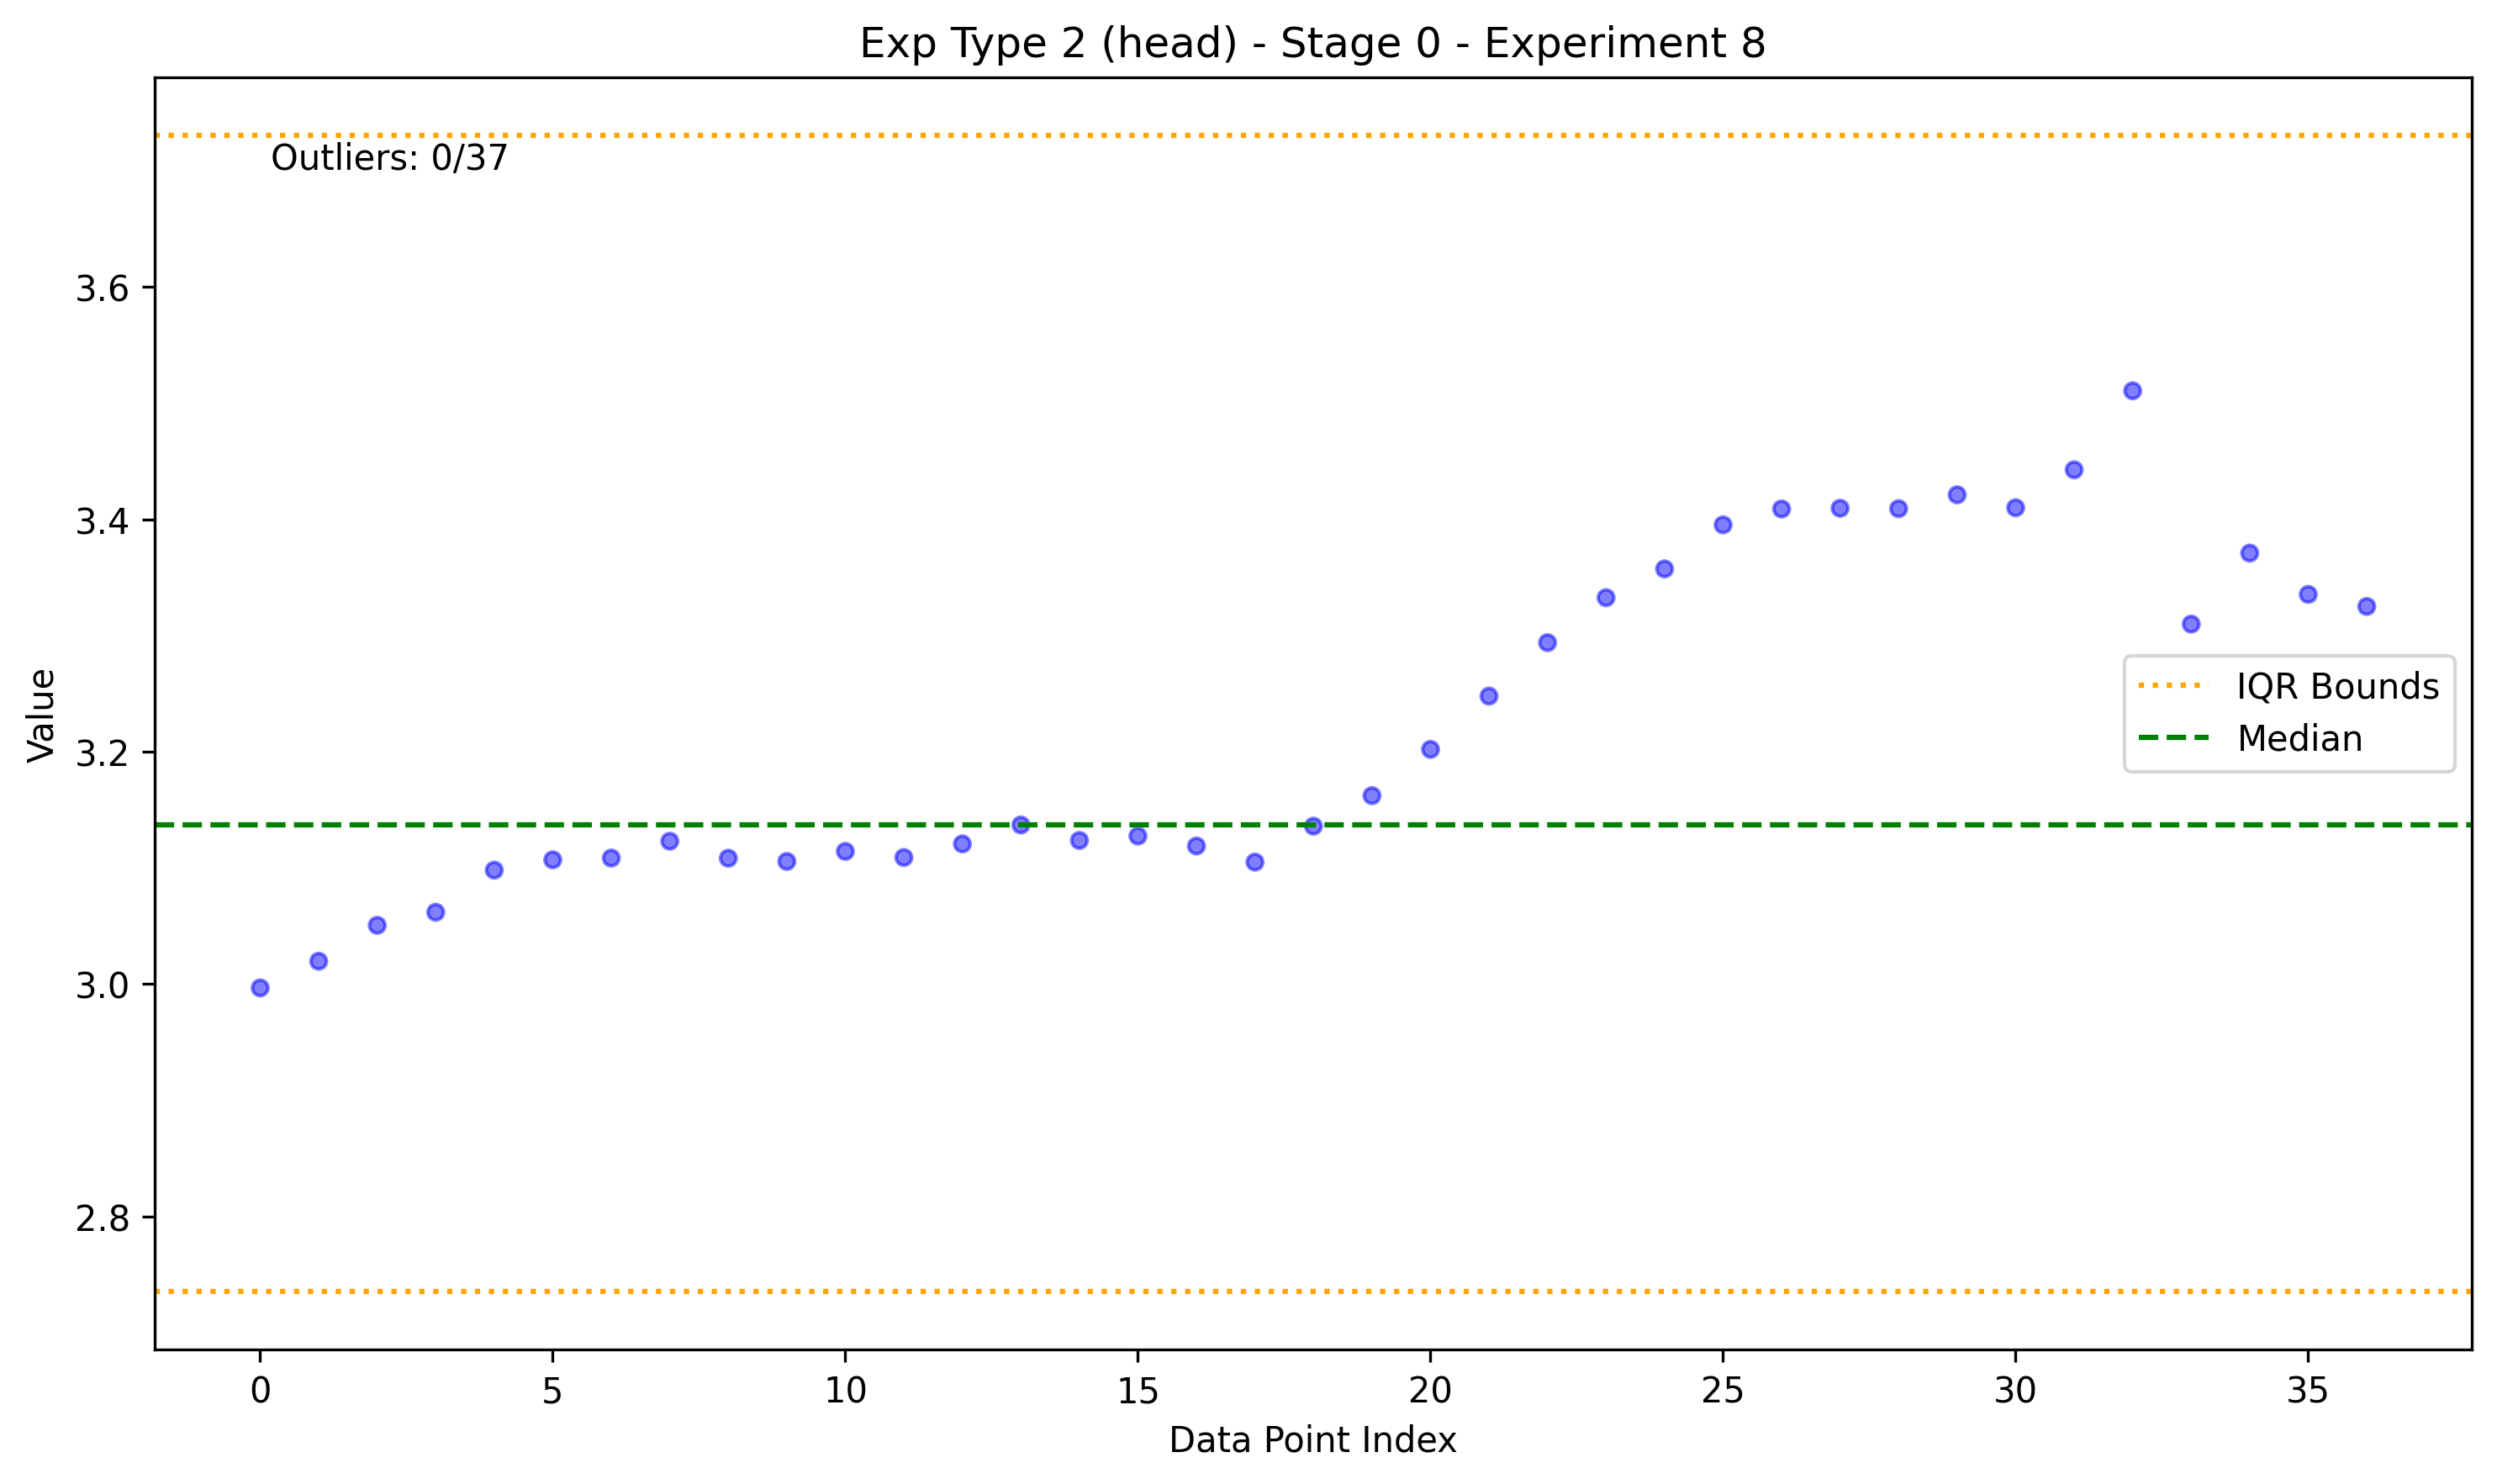 Exp Type 2 (head) - Stage 0 - Experiment 8
Outliers: 0/37
3.6
3.4
3.2
3.0
2.8
Value
IQR Bounds
Median
0 5 10 15 20 25 30 35
Data Point Index